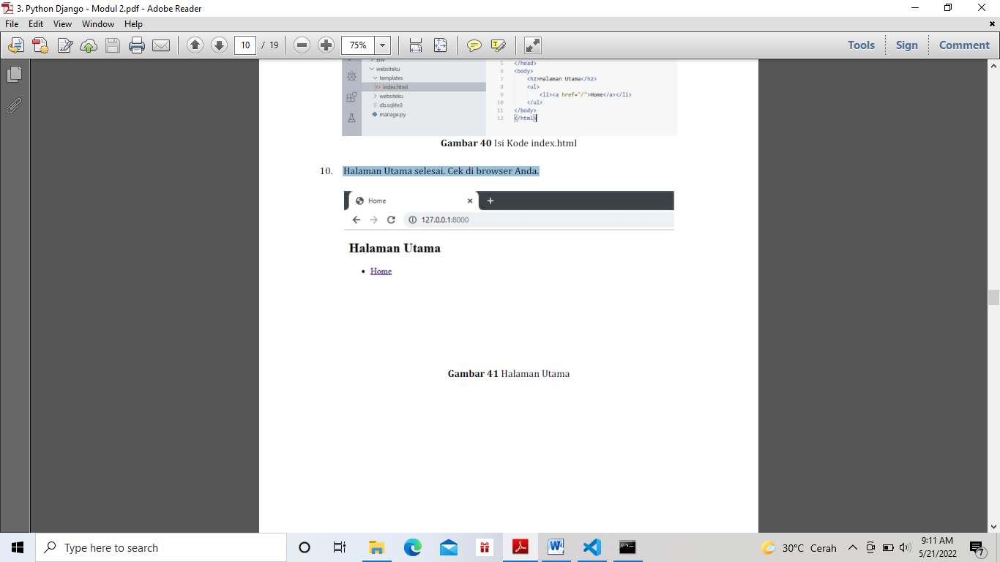 3. Python Django - Modul 2.pdf - Adobe Reader
File Edit View Window Help
10 / 19 75% Tools Sign Comment
websiteku
templates
index.html
websiteku
db.sqlite3
manage.py
5 </head>
6 <body>
7 <h2>Halaman Utama</h2>
8 <ul>
9 <li><a href="/">Home</a></li>
10 </ul>
11 </body>
12 </html>
Gambar 40 Isi Kode index.html
10. Halaman Utama selesai. Cek di browser Anda.
Home
127.0.0.1:8000
Halaman Utama
• Home
Gambar 41 Halaman Utama
Type here to search
30°C Cerah
9:11 AM
5/21/2022
7